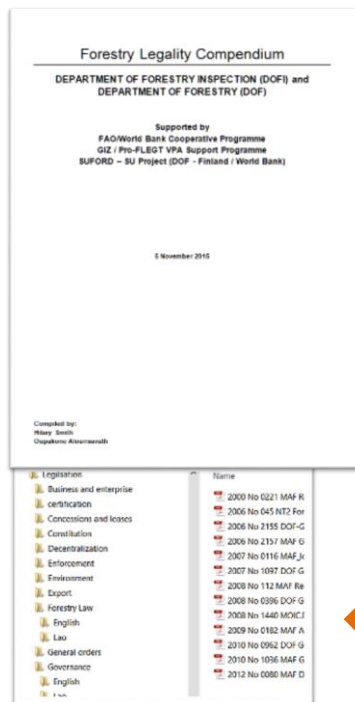 Forestry Legality Compendium
DEPARTMENT OF FORESTRY INSPECTION (DOFI) and
DEPARTMENT OF FORESTRY (DOF)
Supported by
FAO/World Bank Cooperative Programme
GIZ / Pro-FLEGT VPA Support Programme
SUFORD – SU Project (DOF - Finland / World Bank)
5 November 2015
Compiled by:
Hilary Smith
Legilsation
Business and enterprise
certification
Concessions and leases
Constitution
Decentralization
Enforcement
Environment
Export
Forestry Law
English
Lao
General orders
Governance
English
Lao
Name
2000 No 0221 MAF R
2006 No 045 NT2 For
2006 No 2155 DOF-G
2006 No 2157 MAF G
2007 No 0116 MAF_
2007 No 1097 DOF G
2008 No 112 MAF Re
2008 No 0396 DOF G
2008 No 1440 MOIC
2009 No 0182 MAF A
2010 No 0962 DOF G
2010 No 1036 MAF G
2012 No 0080 MAF D